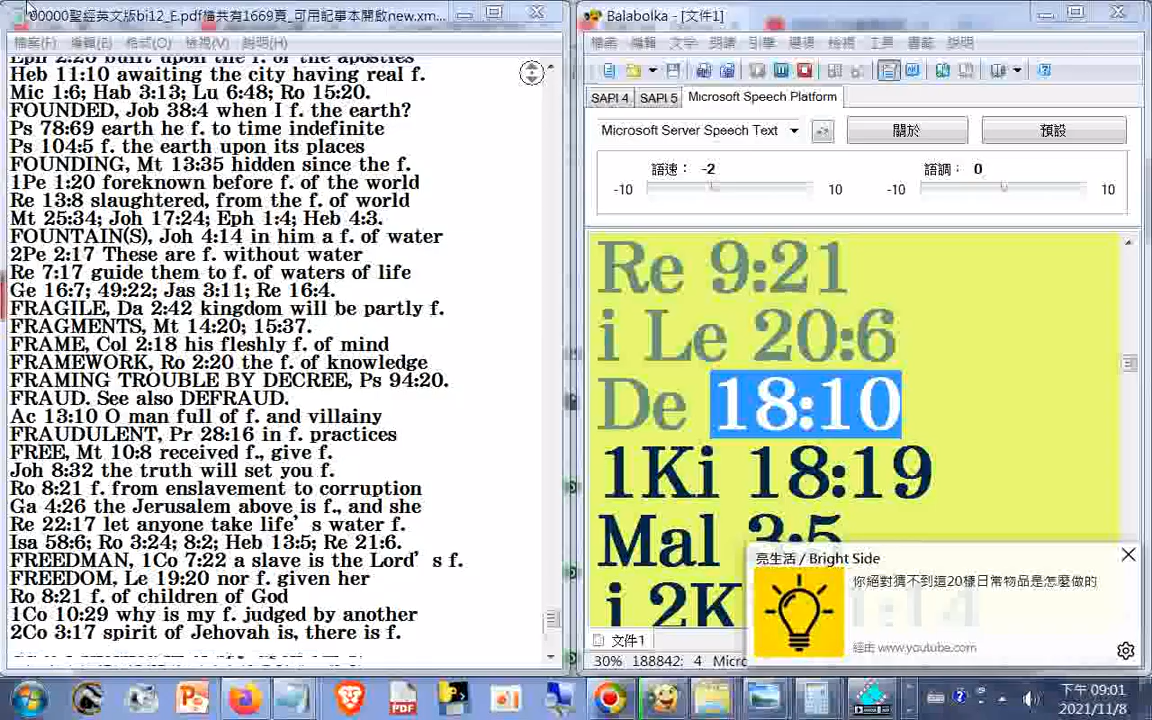 00000聖經英文版bi12_E.pdf檔共有1669頁_可用記事本開啟new.xm...
檔案(F) 編輯(E) 格式(O) 檢視(V) 說明(H)
Eph 2:20 built upon the f. of the apostles
Heb 11:10 awaiting the city having real f.
Mic 1:6; Hab 3:13; Lu 6:48; Ro 15:20.
FOUNDED, Job 38:4 when I f. the earth?
Ps 78:69 earth he f. to time indefinite
Ps 104:5 f. the earth upon its places
FOUNDING, Mt 13:35 hidden since the f.
1Pe 1:20 foreknown before f. of the world
Re 13:8 slaughtered, from the f. of world
Mt 25:34; Joh 17:24; Eph 1:4; Heb 4:3.
FOUNTAIN(S), Joh 4:14 in him a f. of water
2Pe 2:17 These are f. without water
Re 7:17 guide them to f. of waters of life
Ge 16:7; 49:22; Jas 3:11; Re 16:4.
FRAGILE, Da 2:42 kingdom will be partly f.
FRAGMENTS, Mt 14:20; 15:37.
FRAME, Col 2:18 his fleshly f. of mind
FRAMEWORK, Ro 2:20 the f. of knowledge
FRAMING TROUBLE BY DECREE, Ps 94:20.
FRAUD. See also DEFRAUD.
Ac 13:10 O man full of f. and villainy
FRAUDULENT, Pr 28:16 in f. practices
FREE, Mt 10:8 received f., give f.
Joh 8:32 the truth will set you f.
Ro 8:21 f. from enslavement to corruption
Ga 4:26 the Jerusalem above is f., and she
Re 22:17 let anyone take life’s water f.
Isa 58:6; Ro 3:24; 8:2; Heb 13:5; Re 21:6.
FREEDMAN, 1Co 7:22 a slave is the Lord’s f.
FREEDOM, Le 19:20 nor f. given her
Ro 8:21 f. of children of God
1Co 10:29 why is my f. judged by another
2Co 3:17 spirit of Jehovah is, there is f.
Balabolka - [文件1]
檔案 編輯 文字 朗讀 引擎 選項 檢視 工具 書籤 說明
SAPI 4 SAPI 5 Microsoft Speech Platform
Microsoft Server Speech Text 關於 預設
語速： -2 語調： 0
-10 10 -10 10
Re 9:21
i Le 20:6
De 18:10
1Ki 18:19
Mal 3:5
i 2K
亮生活 / Bright Side
你絕對猜不到這20樣日常物品是怎麼做的
經由 www.youtube.com
文件1
30% 188842: 4 Micro
下午 09:01
2021/11/8